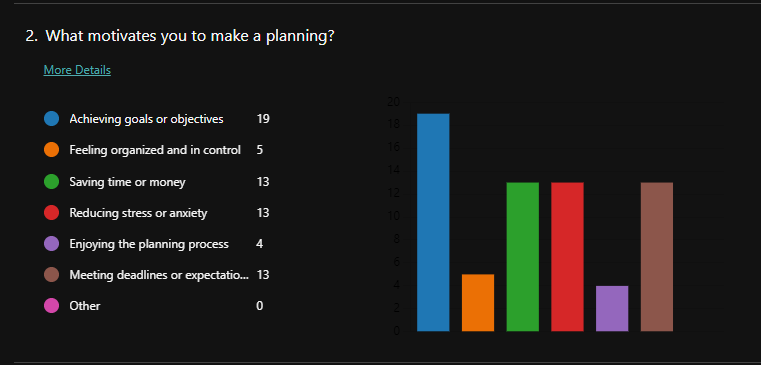 2. What motivates you to make a planning?
More Details
Achieving goals or objectives 19
Feeling organized and in control 5
Saving time or money 13
Reducing stress or anxiety 13
Enjoying the planning process 4
Meeting deadlines or expectatio... 13
Other 0
20
18
16
14
12
10
8
6
4
2
0